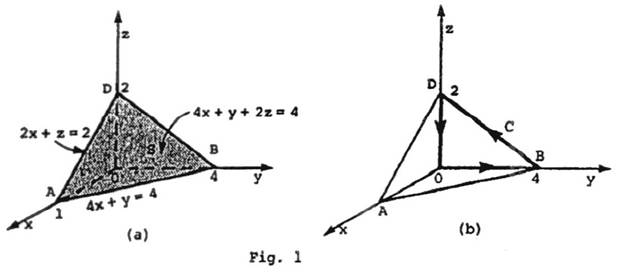 z
D 2
2x + z = 2
4x + y + 2z = 4
S
B
A
0
4
y
1
4x + y = 4
x
(a)
z
D 2
C
B
0
4
y
A
x
(b)
Fig. 1